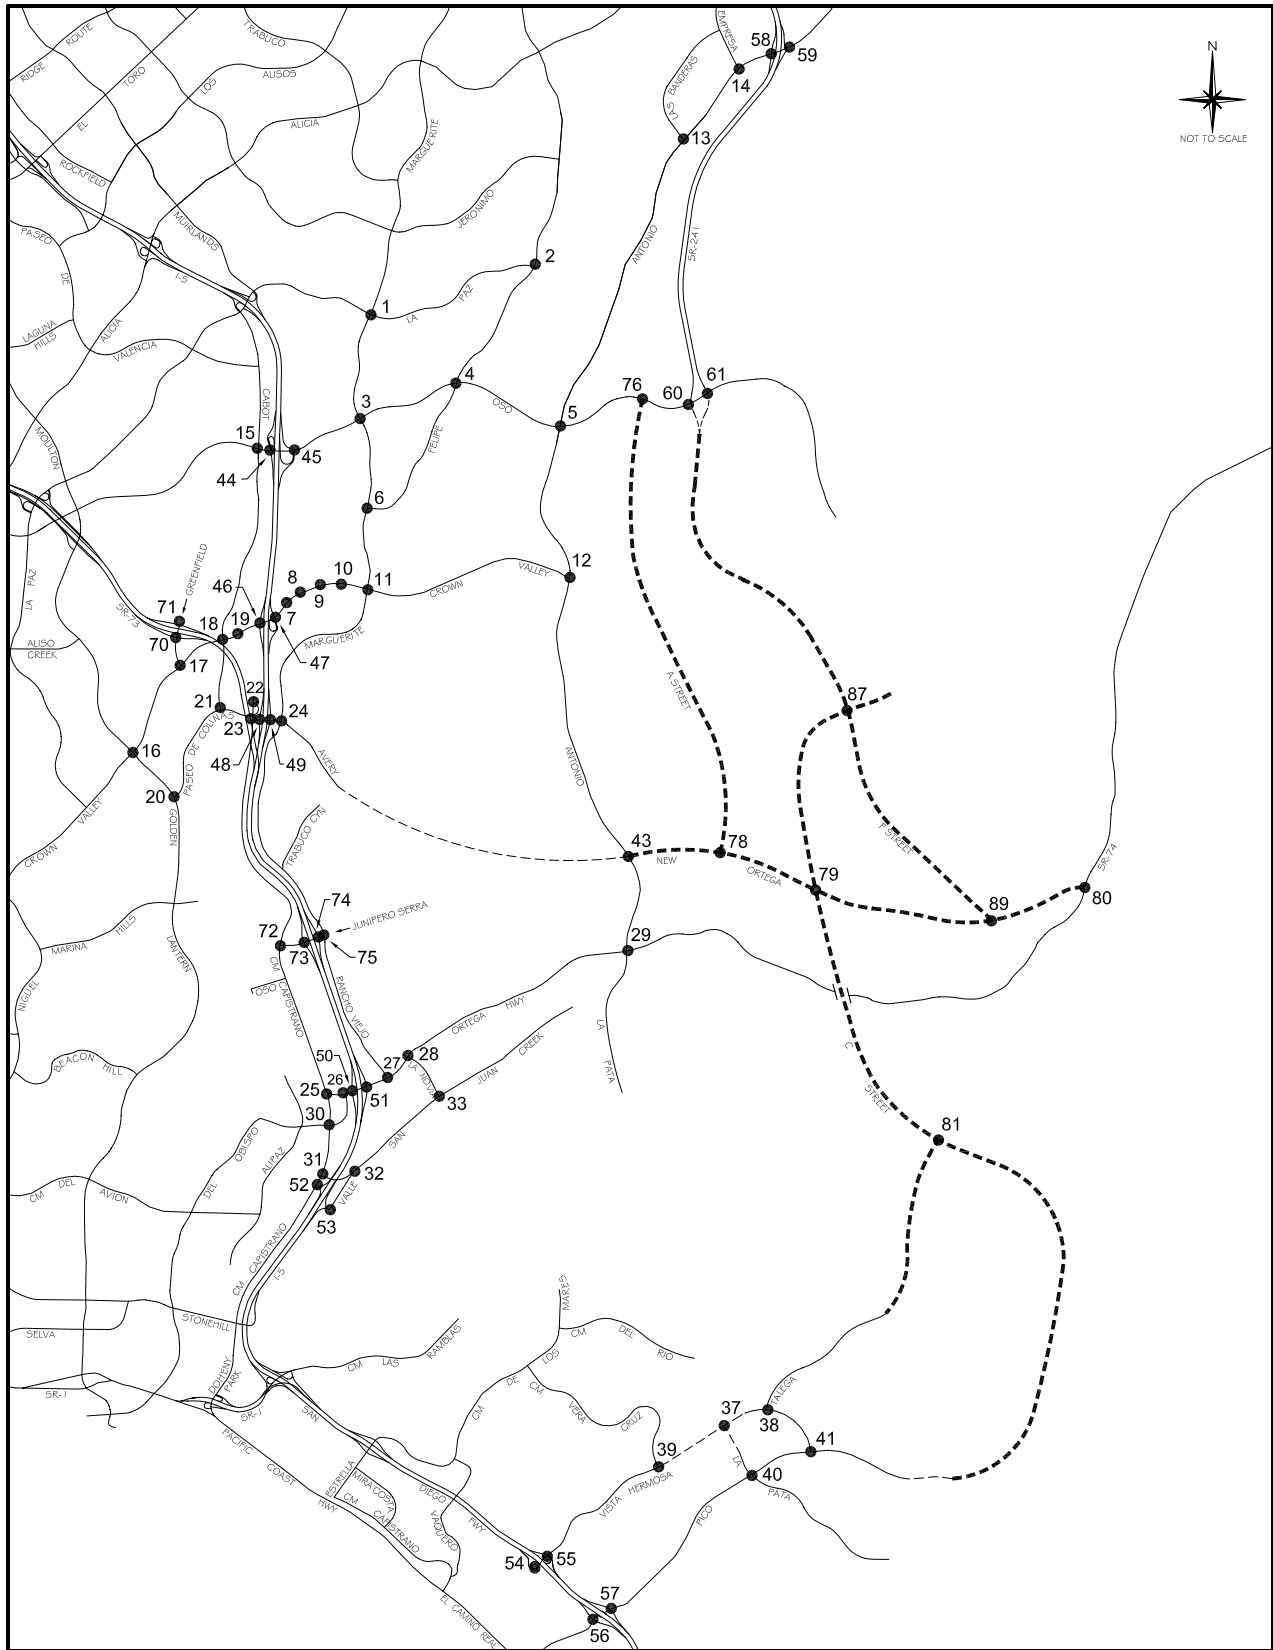 RIDGE ROUTE
TRABUCO
EMPRESA
58
59
N
NOT TO SCALE
EL TORO
LOS ALISOS
14
LAS BANDERAS
ALICIA
13
MARGUERITE
ROCKFIELD
JERONIMO
MUIRLANDS
PASEO DE VALENCIA
ANTONIO
SR-241
2
I-5
1
LA PAZ
LAGUNA HILLS
ALICIA
4
61
76
60
CABOT
3
OSO
5
15
MOULTON
FELIPE
45
44
6
12
GREENFIELD
VALLEY
LA PAZ
8
10
46
9
11
CROWN
7
SR-73
71
18
19
MARGUERITE
70
ALISO CREEK
47
17
A STREET
22
87
21
24
23
PASEO DE COLINAS
16
48
49
AVERY
ANTONIO
20
GOLDEN LANTERN
CROWN VALLEY
TRABUCO CYN
F STREET
43
78
NEW ORTEGA
SR-74
79
80
89
74
JUNIPERO SERRA
72
73
75
29
MARINA HILLS
CM CAPISTRANO
OSO
RANCHO VIEJO
NIGUEL
ORTEGA HWY
LA PATA
C STREET
50
28
CREEK
BEACON HILL
27
JUAN
26
25
51
LA NOVIA
33
30
81
OBISPO
DEL
ALIPAZ
SAN
31
32
52
VALLE
CM DEL AVION
53
CM CAPISTRANO
I-5
MARES
STONEHILL
SELVA
CM LAS RAMBLAS
CM DEL RIO
LOS
DE
CM
CM VERA CRUZ
DOHENY PARK
SR-1
SR-1
SAN DIEGO FWY
TALEGA
37
38
PACIFIC COAST HWY
39
41
LA PATA
40
ESTRELLA
MIRA COSTA
CM CAPISTRANO
VISTA HERMOSA
VAQUERO
PICO
54
55
57
EL CAMINO REAL
56